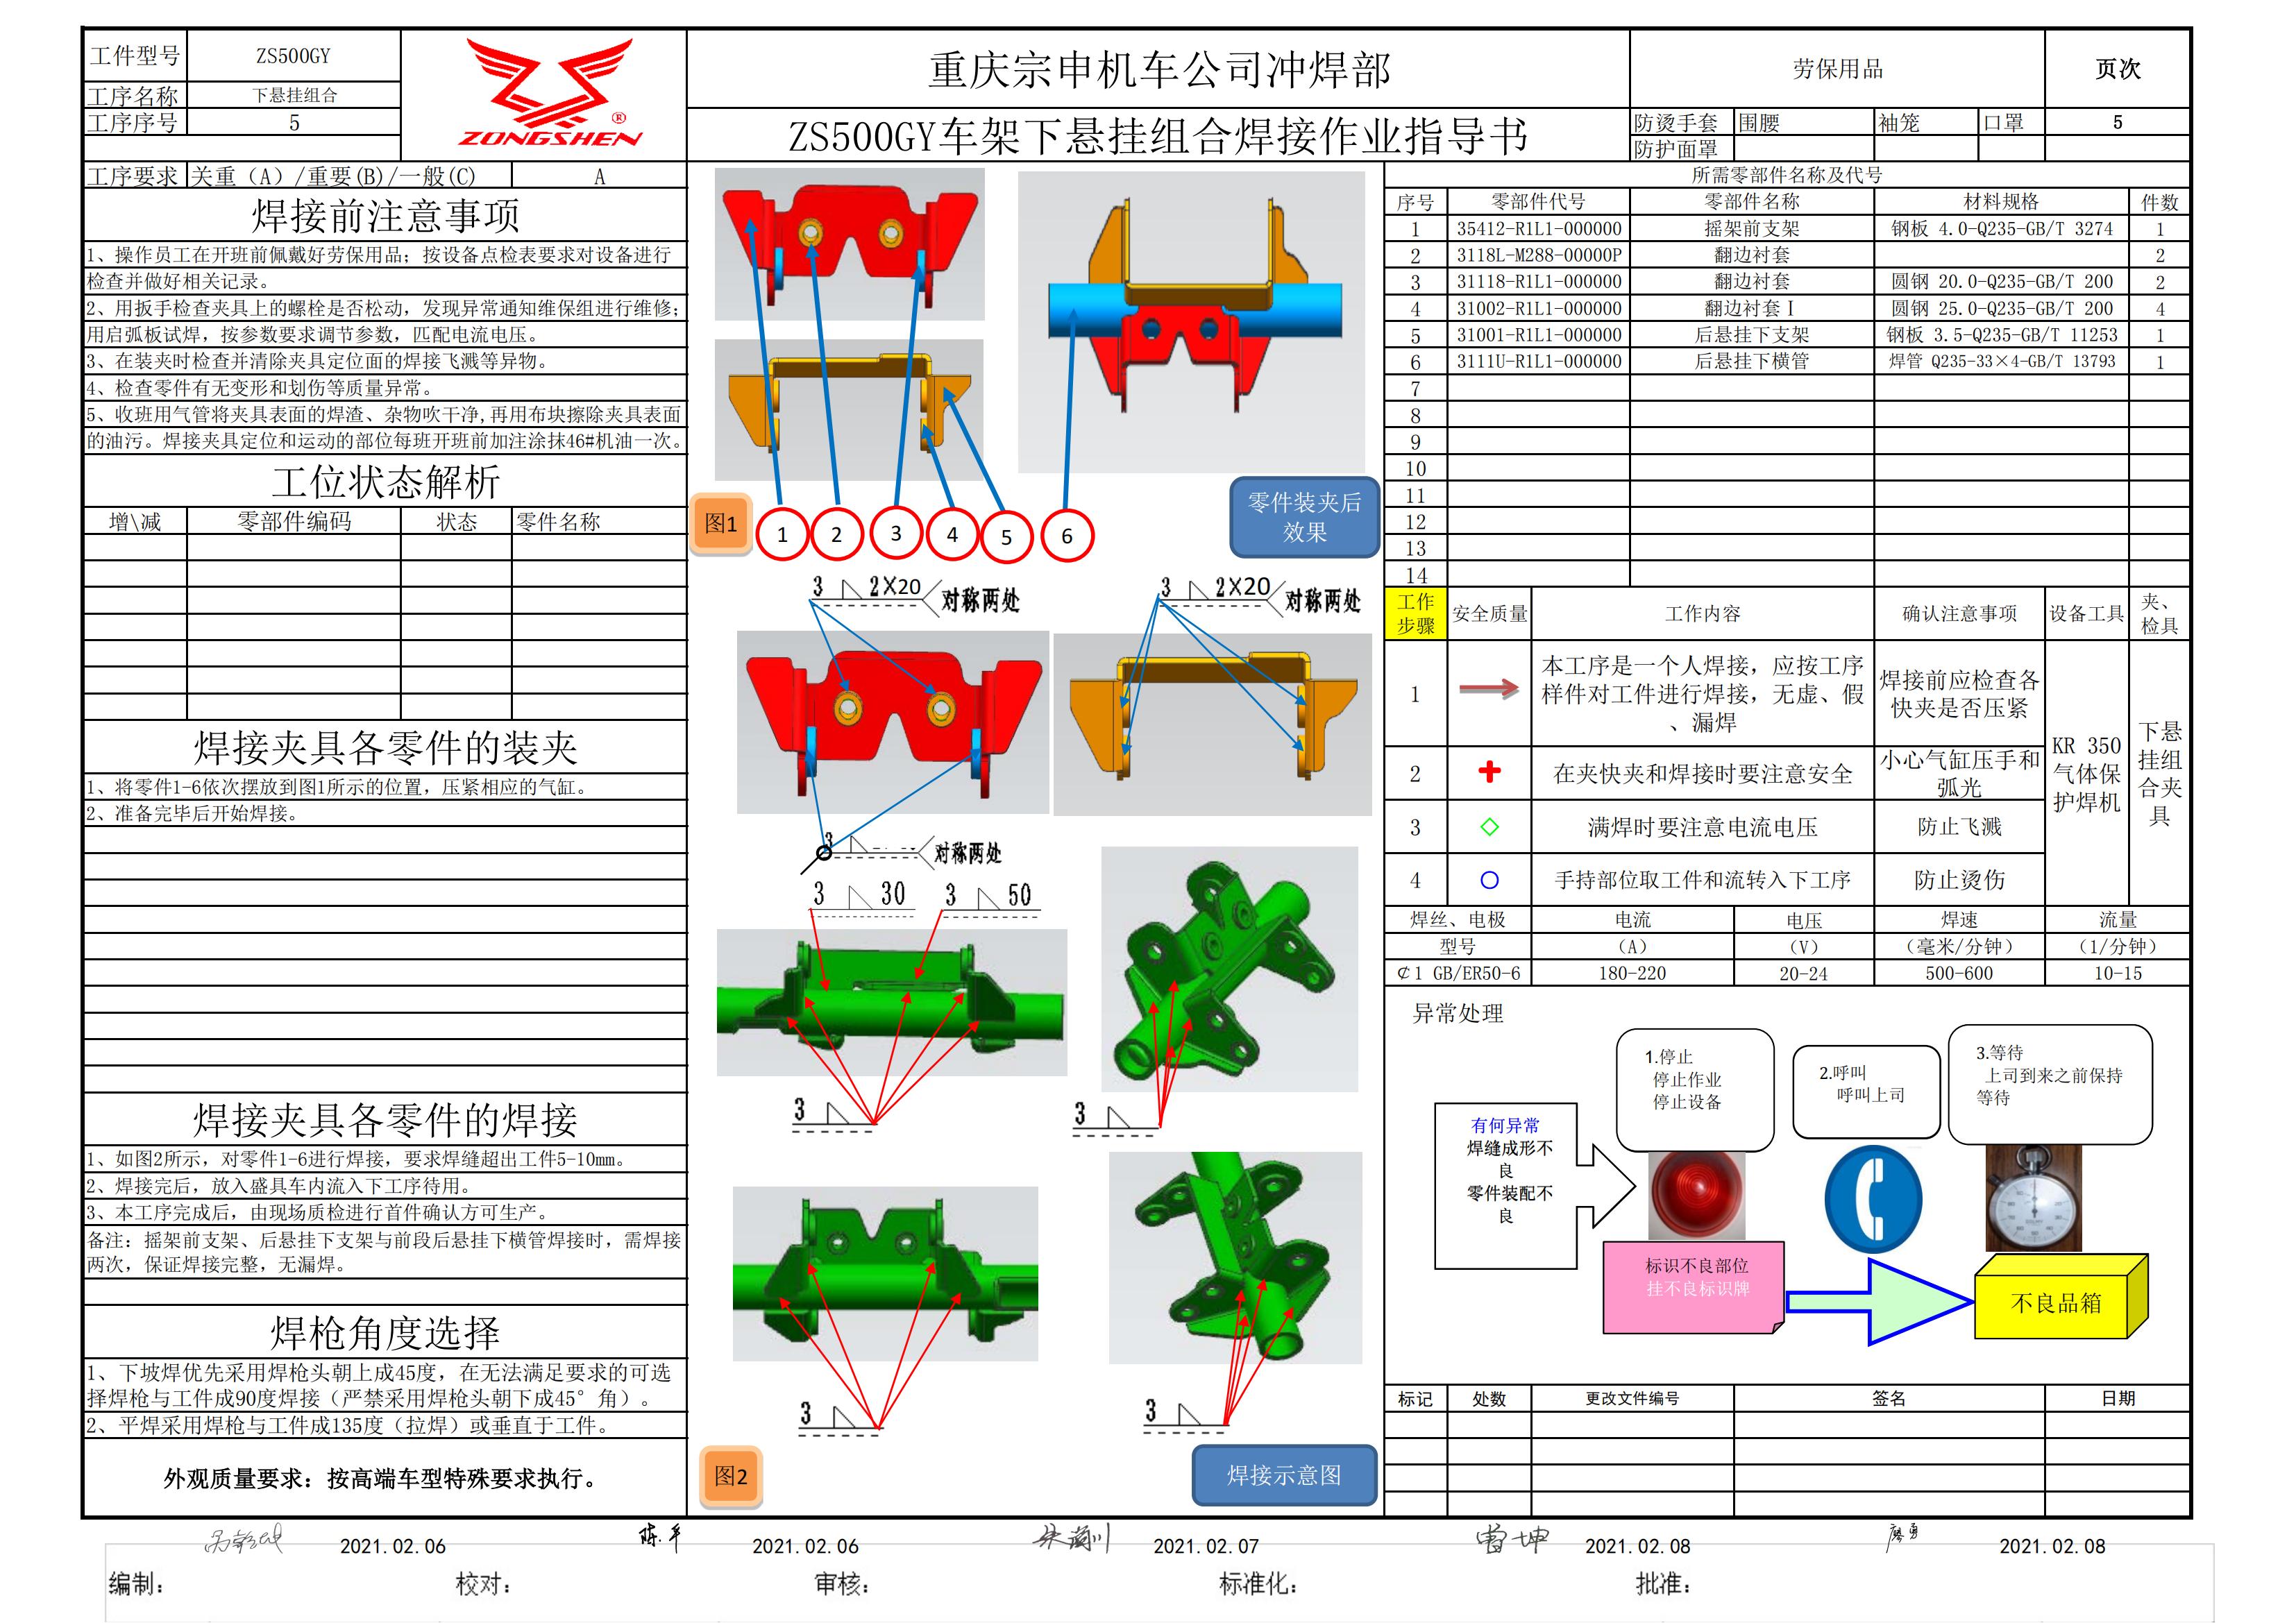 工件型号 ZS500GY
工序名称 下悬挂组合
工序序号 5
ZONGSHEN®
重庆宗申机车公司冲焊部
ZS500GY车架下悬挂组合焊接作业指导书
劳保用品 页次
防烫手套 围腰 袖笼 口罩 5
防护面罩
工序要求 关重（A）/重要(B)/一般(C) A
焊接前注意事项
1、操作员工在开班前佩戴好劳保用品；按设备点检表要求对设备进行
检查并做好相关记录。
2、用扳手检查夹具上的螺栓是否松动，发现异常通知维保组进行维修；
用启弧板试焊，按参数要求调节参数，匹配电流电压。
3、在装夹时检查并清除夹具定位面的焊接飞溅等异物。
4、检查零件有无变形和划伤等质量异常。
5、收班用气管将夹具表面的焊渣、杂物吹干净,再用布块擦除夹具表面
的油污。焊接夹具定位和运动的部位每班开班前加注涂抹46#机油一次。
工位状态解析
增\减 零部件编码 状态 零件名称
焊接夹具各零件的装夹
1、将零件1-6依次摆放到图1所示的位置，压紧相应的气缸。
2、准备完毕后开始焊接。
焊接夹具各零件的焊接
1、如图2所示，对零件1-6进行焊接，要求焊缝超出工件5-10mm。
2、焊接完后，放入盛具车内流入下工序待用。
3、本工序完成后，由现场质检进行首件确认方可生产。
备注：摇架前支架、后悬挂下支架与前段后悬挂下横管焊接时，需焊接
两次，保证焊接完整，无漏焊。
焊枪角度选择
1、下坡焊优先采用焊枪头朝上成45度，在无法满足要求的可选
择焊枪与工件成90度焊接（严禁采用焊枪头朝下成45°角）。
2、平焊采用焊枪与工件成135度（拉焊）或垂直于工件。
外观质量要求：按高端车型特殊要求执行。
图1 1 2 3 4 5 6
零件装夹后
效果
3 2×20 对称两处
3 2×20 对称两处
3 对称两处
3 30 3 50
3
3
3
3
图2
焊接示意图
所需零部件名称及代号
序号 零部件代号 零部件名称 材料规格 件数
1 35412-R1L1-000000 摇架前支架 钢板 4.0-Q235-GB/T 3274 1
2 3118L-M288-00000P 翻边衬套 2
3 31118-R1L1-000000 翻边衬套 圆钢 20.0-Q235-GB/T 200 2
4 31002-R1L1-000000 翻边衬套Ⅰ 圆钢 25.0-Q235-GB/T 200 4
5 31001-R1L1-000000 后悬挂下支架 钢板 3.5-Q235-GB/T 11253 1
6 3111U-R1L1-000000 后悬挂下横管 焊管 Q235-33×4-GB/T 13793 1
7
8
9
10
11
12
13
14
工作步骤 安全质量 工作内容 确认注意事项 设备工具 夹、检具
1 本工序是一个人焊接，应按工序样件对工件进行焊接，无虚、假、漏焊 焊接前应检查各快夹是否压紧
2 在夹快夹和焊接时要注意安全 小心气缸压手和弧光
3 满焊时要注意电流电压 防止飞溅
4 手持部位取工件和流转入下工序 防止烫伤
KR 350气体保护焊机
下悬挂组合夹具
焊丝、电极 电流 电压 焊速 流量
型号 （A） （V） （毫米/分钟） （1/分钟）
¢1 GB/ER50-6 180-220 20-24 500-600 10-15
异常处理
有何异常
焊缝成形不
良
零件装配不
良
1.停止
停止作业
停止设备
2.呼叫
呼叫上司
3.等待
上司到来之前保持
等待
标识不良部位
挂不良标识牌
不良品箱
标记 处数 更改文件编号 签名 日期
陈平 廖勇
2021.02.06 2021.02.06 2021.02.07 2021.02.08 2021.02.08
编制： 校对： 审核： 标准化： 批准：